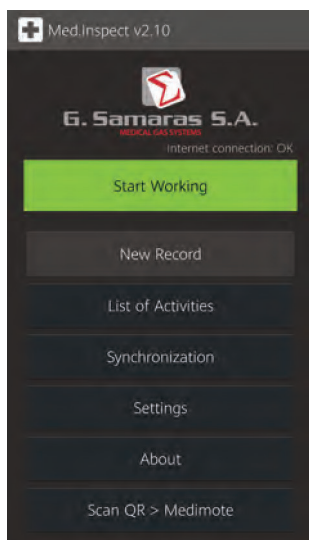 Med.Inspect v2.10
G. Samaras S.A.
MEDICAL GAS SYSTEMS
internet connection: OK
Start Working
New Record
List of Activities
Synchronization
Settings
About
Scan QR > Medimote